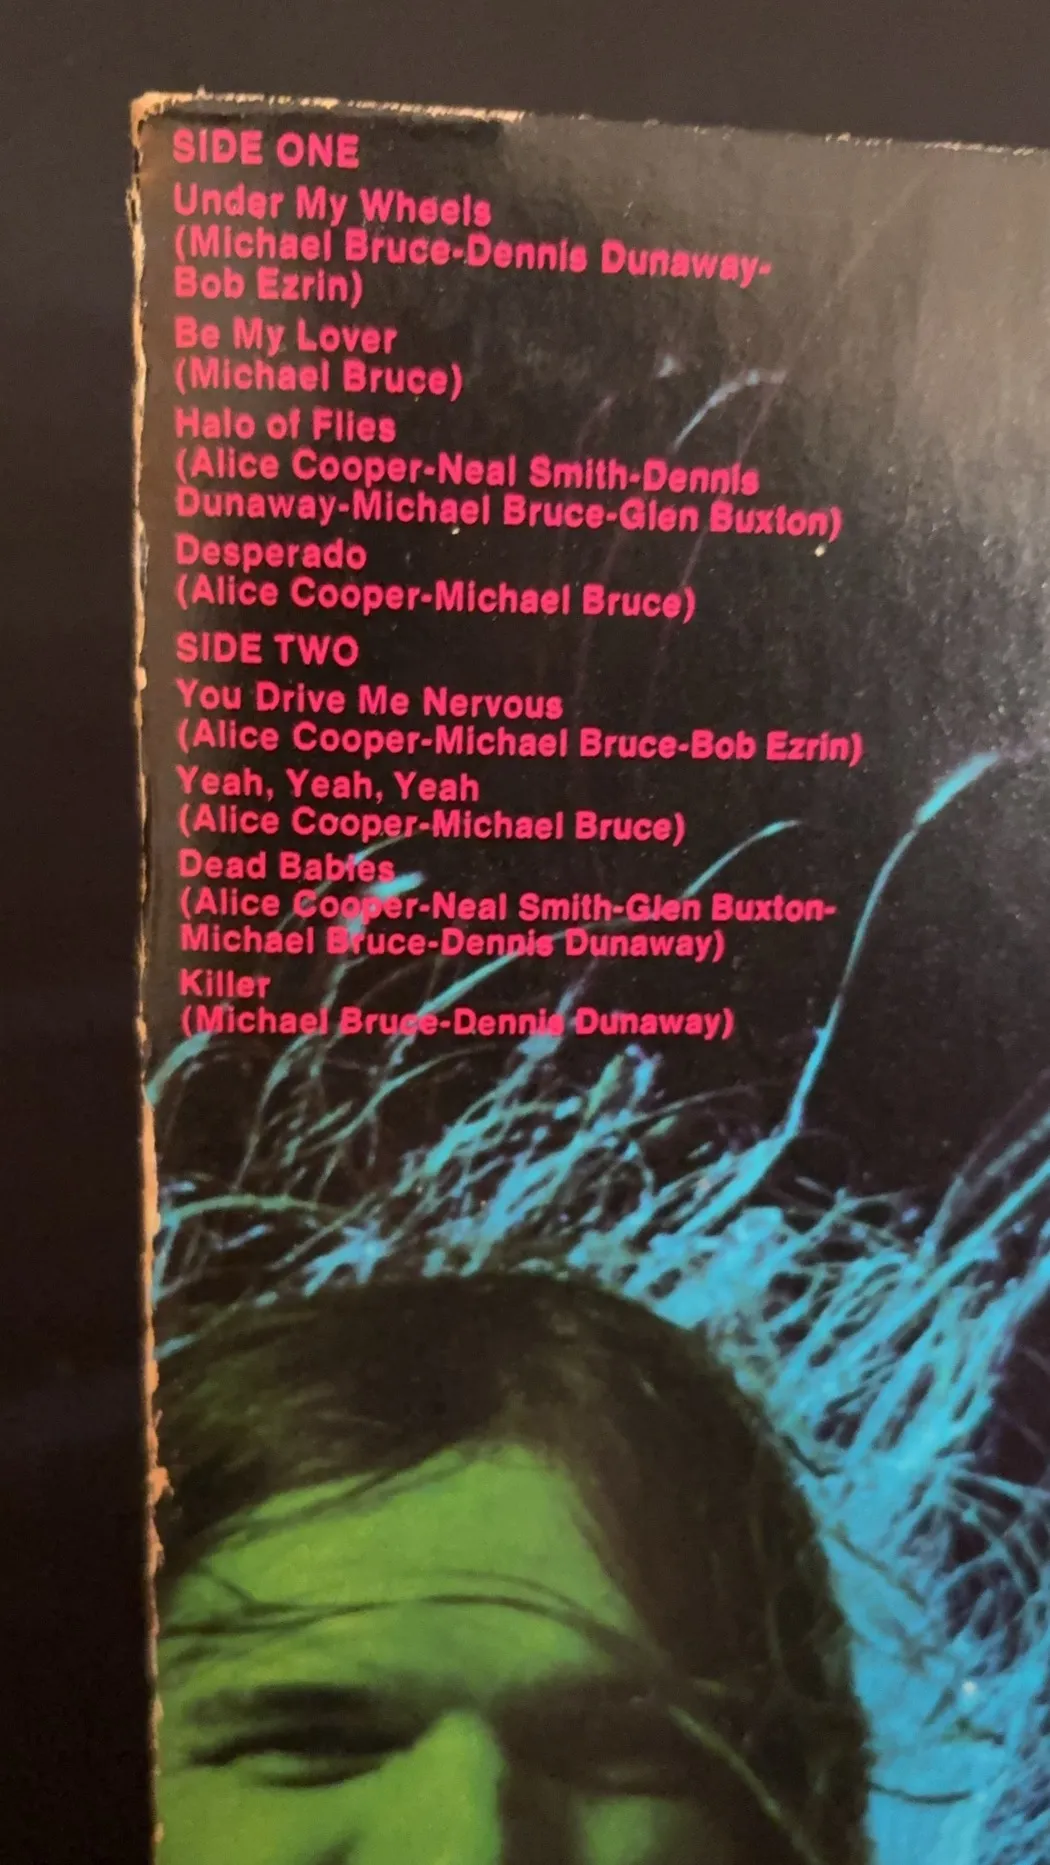 SIDE ONE
Under My Wheels
(Michael Bruce-Dennis Dunaway-
Bob Ezrin)
Be My Lover
(Michael Bruce)
Halo of Flies
(Alice Cooper-Neal Smith-Dennis
Dunaway-Michael Bruce-Glen Buxton)
Desperado
(Alice Cooper-Michael Bruce)
SIDE TWO
You Drive Me Nervous
(Alice Cooper-Michael Bruce-Bob Ezrin)
Yeah, Yeah, Yeah
(Alice Cooper-Michael Bruce)
Dead Babies
(Alice Cooper-Neal Smith-Glen Buxton-
Michael Bruce-Dennis Dunaway)
Killer
(Michael Bruce-Dennis Dunaway)